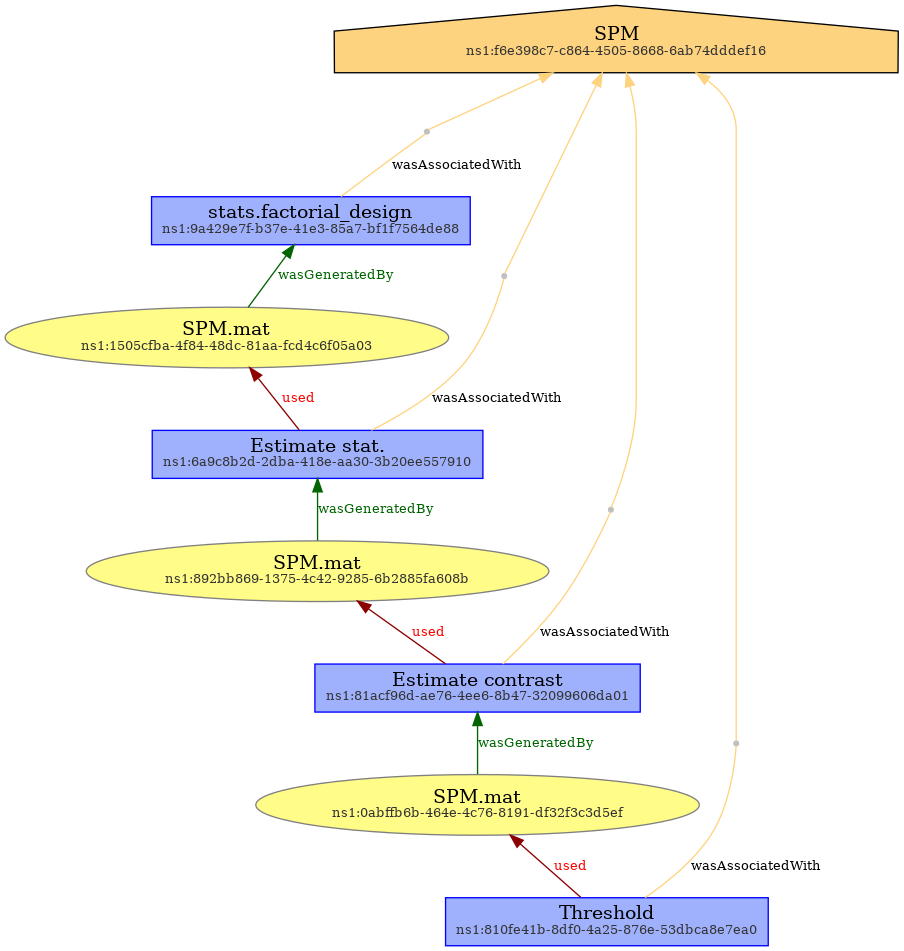 SPM
ns1:f6e398c7-c864-4505-8668-6ab74dddef16
wasAssociatedWith
stats.factorial_design
ns1:9a429e7f-b37e-41e3-85a7-bf1f7564de88
wasGeneratedBy
SPM.mat
ns1:1505cfba-4f84-48dc-81aa-fcd4c6f05a03
used
wasAssociatedWith
Estimate stat.
ns1:6a9c8b2d-2dba-418e-aa30-3b20ee557910
wasGeneratedBy
SPM.mat
ns1:892bb869-1375-4c42-9285-6b2885fa608b
used
wasAssociatedWith
Estimate contrast
ns1:81acf96d-ae76-4ee6-8b47-32099606da01
wasGeneratedBy
SPM.mat
ns1:0abffb6b-464e-4c76-8191-df32f3c3d5ef
used
wasAssociatedWith
Threshold
ns1:810fe41b-8df0-4a25-876e-53dbca8e7ea0